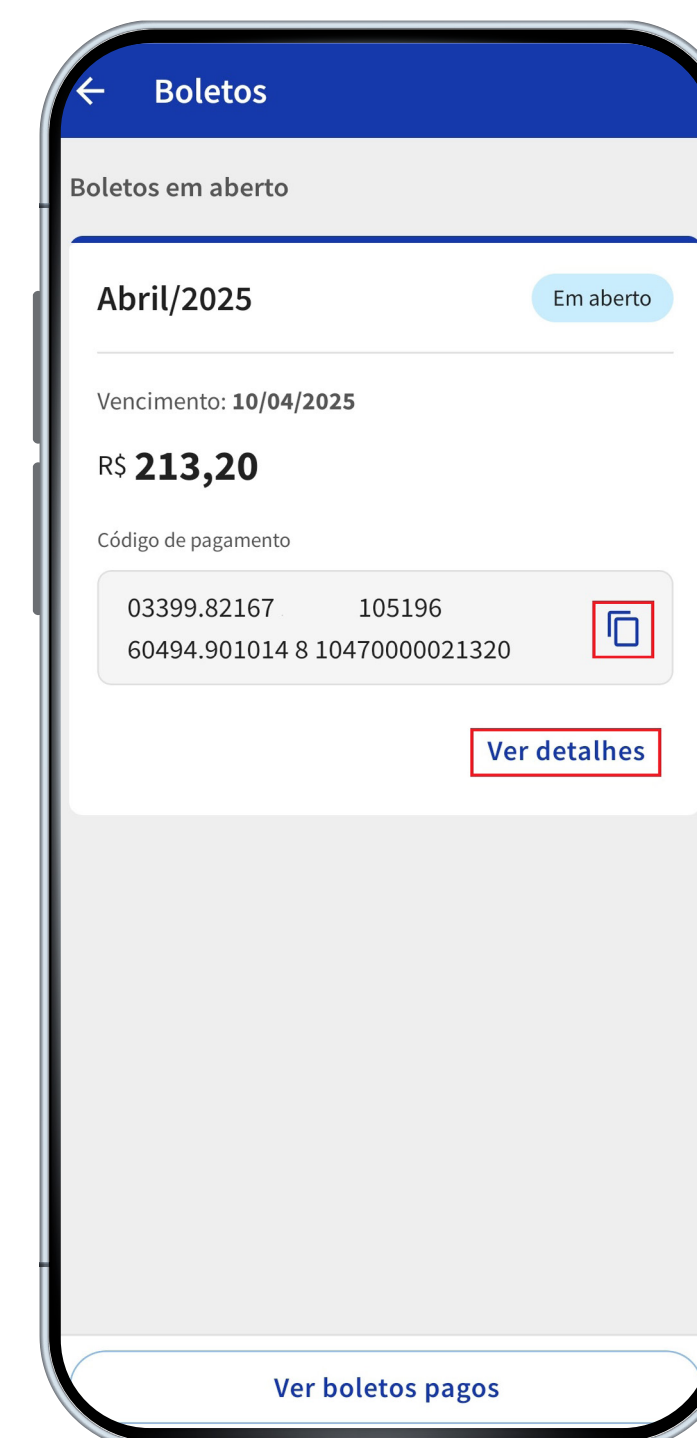 Boletos
Boletos em aberto
Abril/2025
Em aberto
Vencimento: 10/04/2025
R$ 213,20
Código de pagamento
03399.82167 105196
60494.901014 8 10470000021320
Ver detalhes
Ver boletos pagos